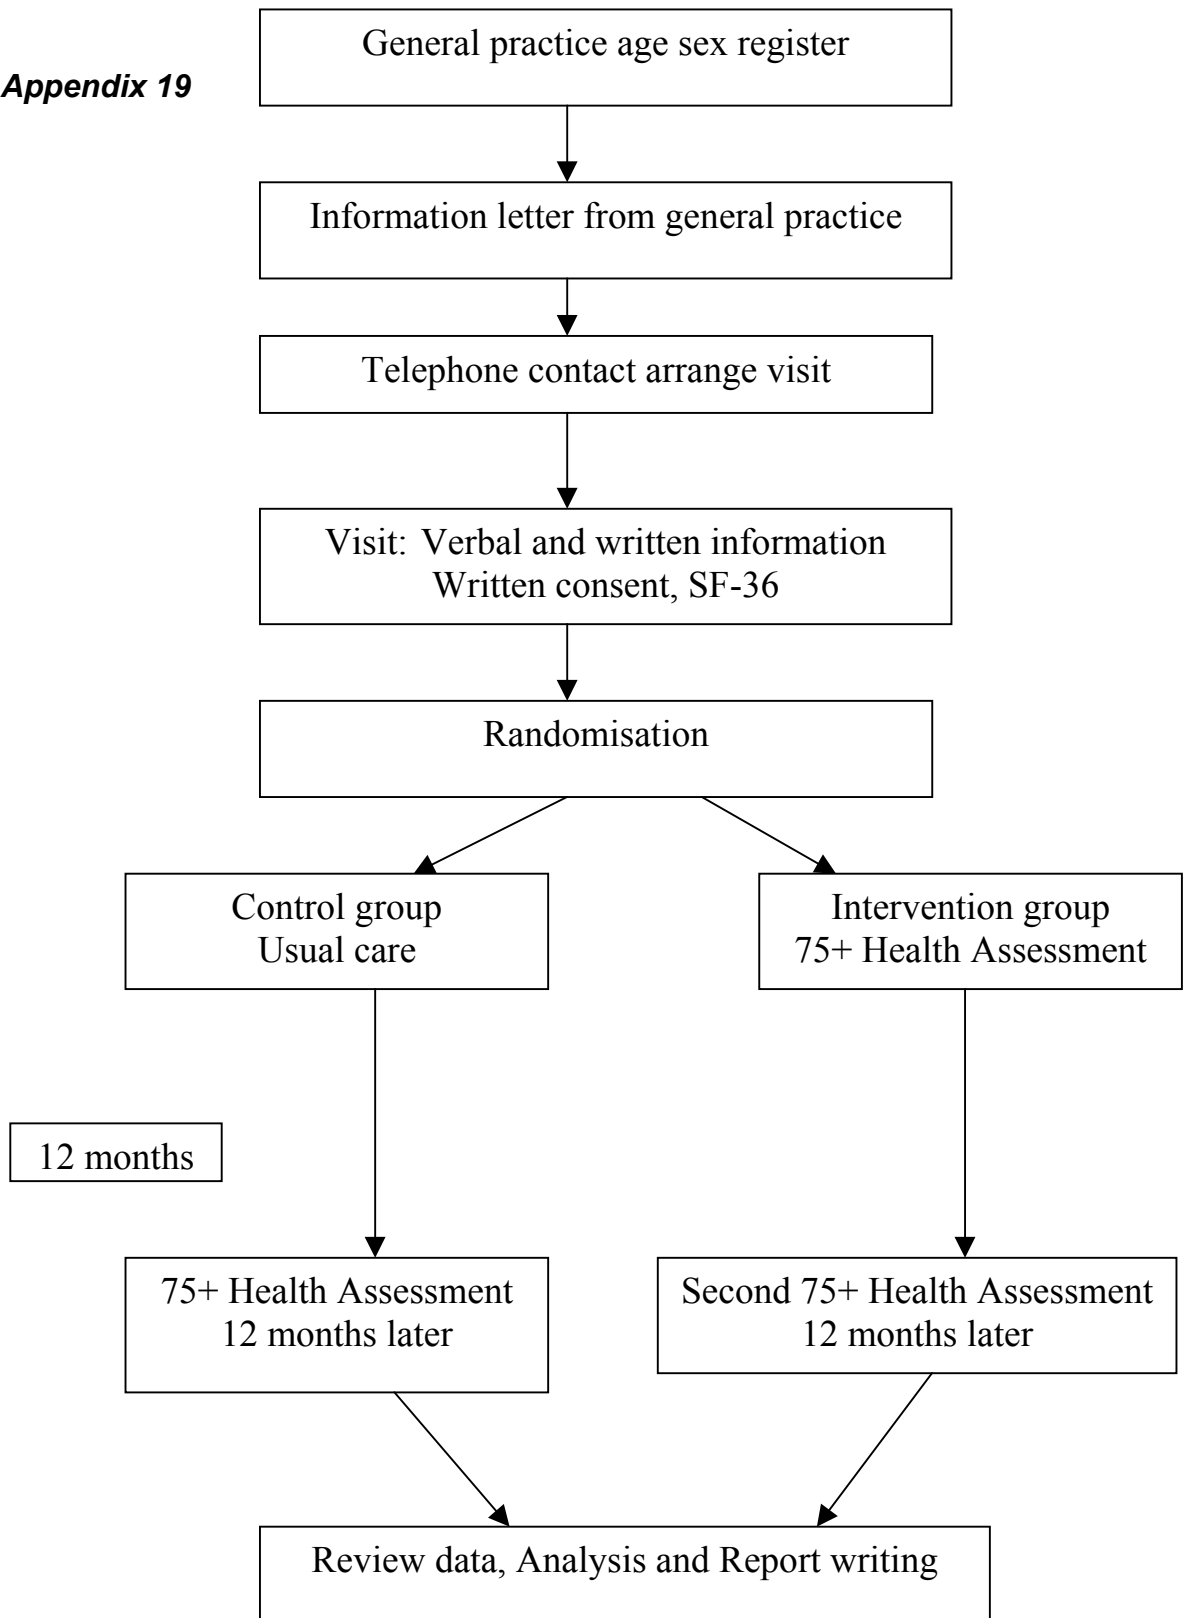 General practice age sex register
Appendix 19
Information letter from general practice
Telephone contact arrange visit
Visit: Verbal and written information
Written consent, SF-36
Randomisation
Control group
Usual care
Intervention group
75+ Health Assessment
12 months
75+ Health Assessment
12 months later
Second 75+ Health Assessment
12 months later
Review data, Analysis and Report writing